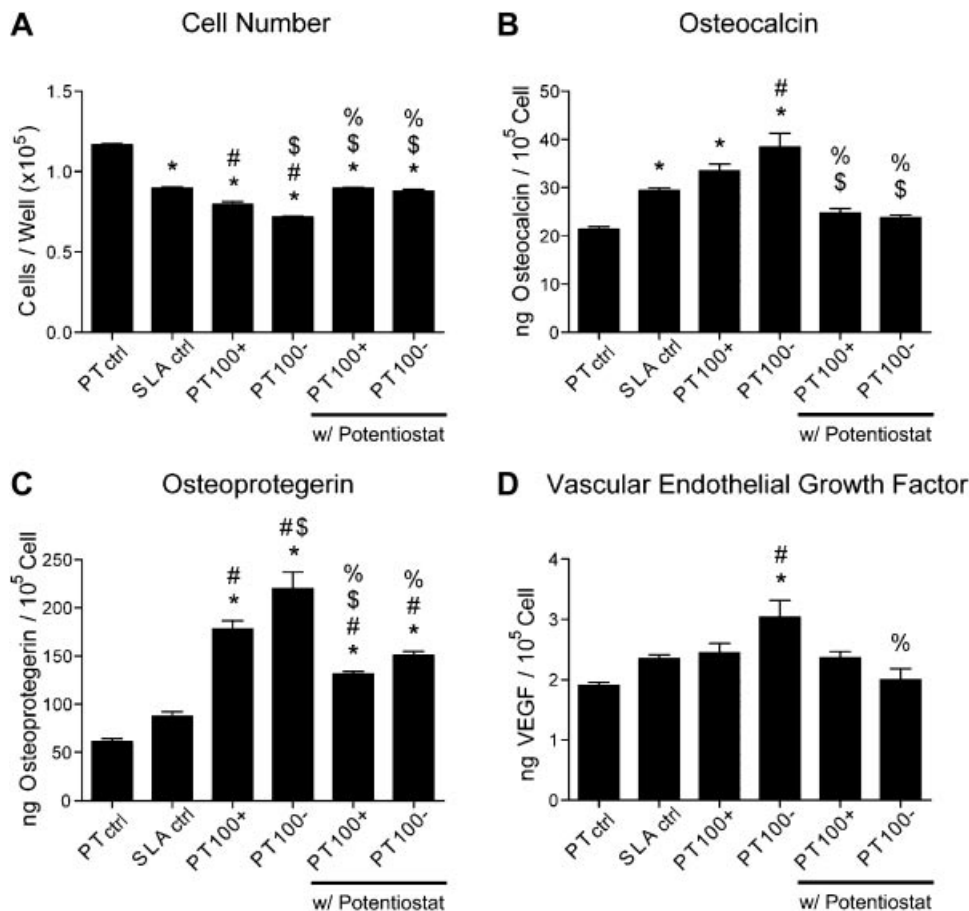 A Cell Number
Cells / Well (x10⁵)
1.5
1.0
0.5
0.0
*
#
*
$
#
*
%
$
*
%
$
*
PT ctrl
SLA ctrl
PT100+
PT100-
PT100+
PT100-
w/ Potentiostat
B Osteocalcin
ng Osteocalcin / 10⁵ Cell
50
40
30
20
10
0
*
*
#
*
%
$
%
$
PT ctrl
SLA ctrl
PT100+
PT100-
PT100+
PT100-
w/ Potentiostat
C Osteoprotegerin
ng Osteoprotegerin / 10⁵ Cell
250
200
150
100
50
0
#
*
#$
*
%
$
#
*
%
#
*
PT ctrl
SLA ctrl
PT100+
PT100-
PT100+
PT100-
w/ Potentiostat
D Vascular Endothelial Growth Factor
ng VEGF / 10⁵ Cell
4
3
2
1
0
#
*
%
PT ctrl
SLA ctrl
PT100+
PT100-
PT100+
PT100-
w/ Potentiostat